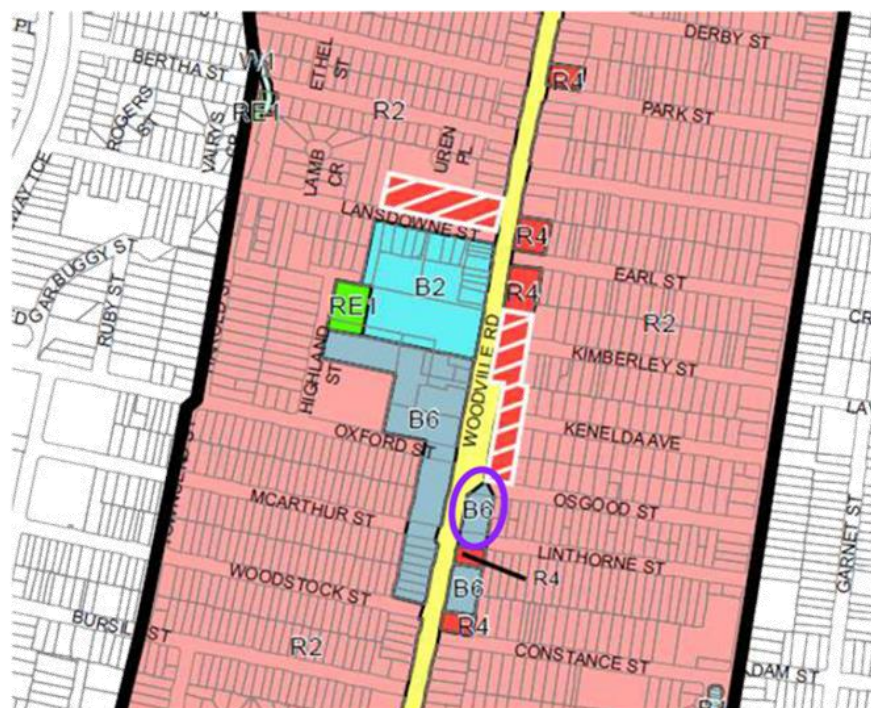 PL
DERBY ST
BERTHA ST
W1
ETHEL
ST
R4
ROGERS
ST
VALRYS
CR
RE1
R2
PARK ST
LAMB
CR
UREN
PL
LANSDOWNE ST
R4
EARL ST
GARBUGGY ST
B2
R4
RE1
R2
RUBY ST
WOODVILLE RD
KIMBERLEY ST
HIGHLAND
ST
B6
OXFORD ST
KENELDA AVE
MCARTHUR ST
B6
OSGOOD ST
LINTHORNE ST
GARNET ST
WOODSTOCK ST
B6
R4
R4
R2
CONSTANCE ST